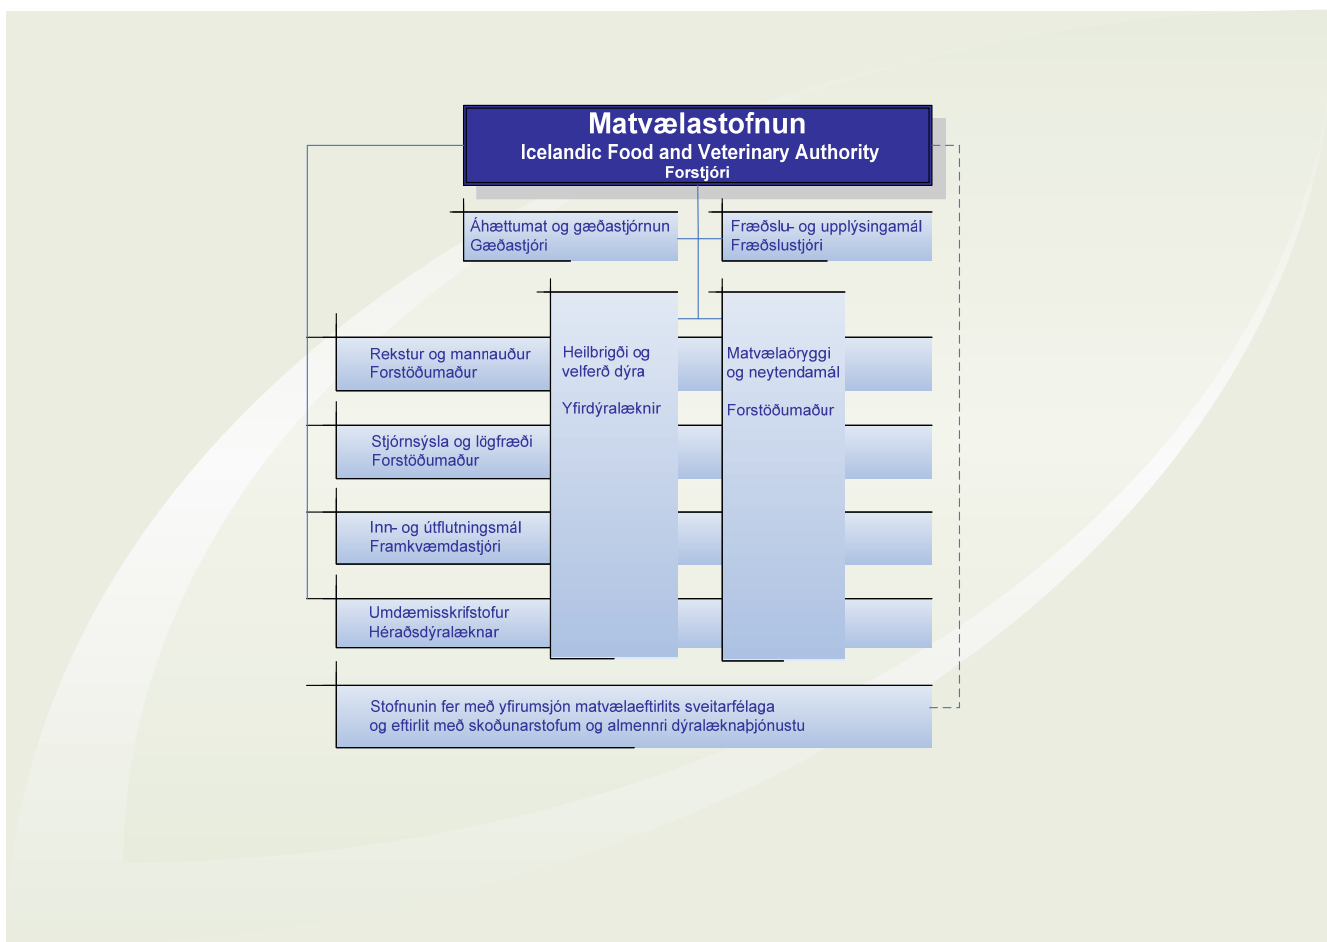 Matvælastofnun
Icelandic Food and Veterinary Authority
Forstjóri
Áhættumat og gæðastjórnun
Gæðastjóri
Fræðslu- og upplýsingamál
Fræðslustjóri
Rekstur og mannauður
Forstöðumaður
Heilbrigði og
velferð dýra
Yfirdýralæknir
Matvælaöryggi
og neytendamál
Forstöðumaður
Stjórnsýsla og lögfræði
Forstöðumaður
Inn- og útflutningsmál
Framkvæmdastjóri
Umdæmisskrifstofur
Héraðsdýralæknar
Stofnunin fer með yfirumsjón matvælaeftirlits sveitarfélaga
og eftirlit með skoðunarstofum og almennri dýralæknaþjónustu